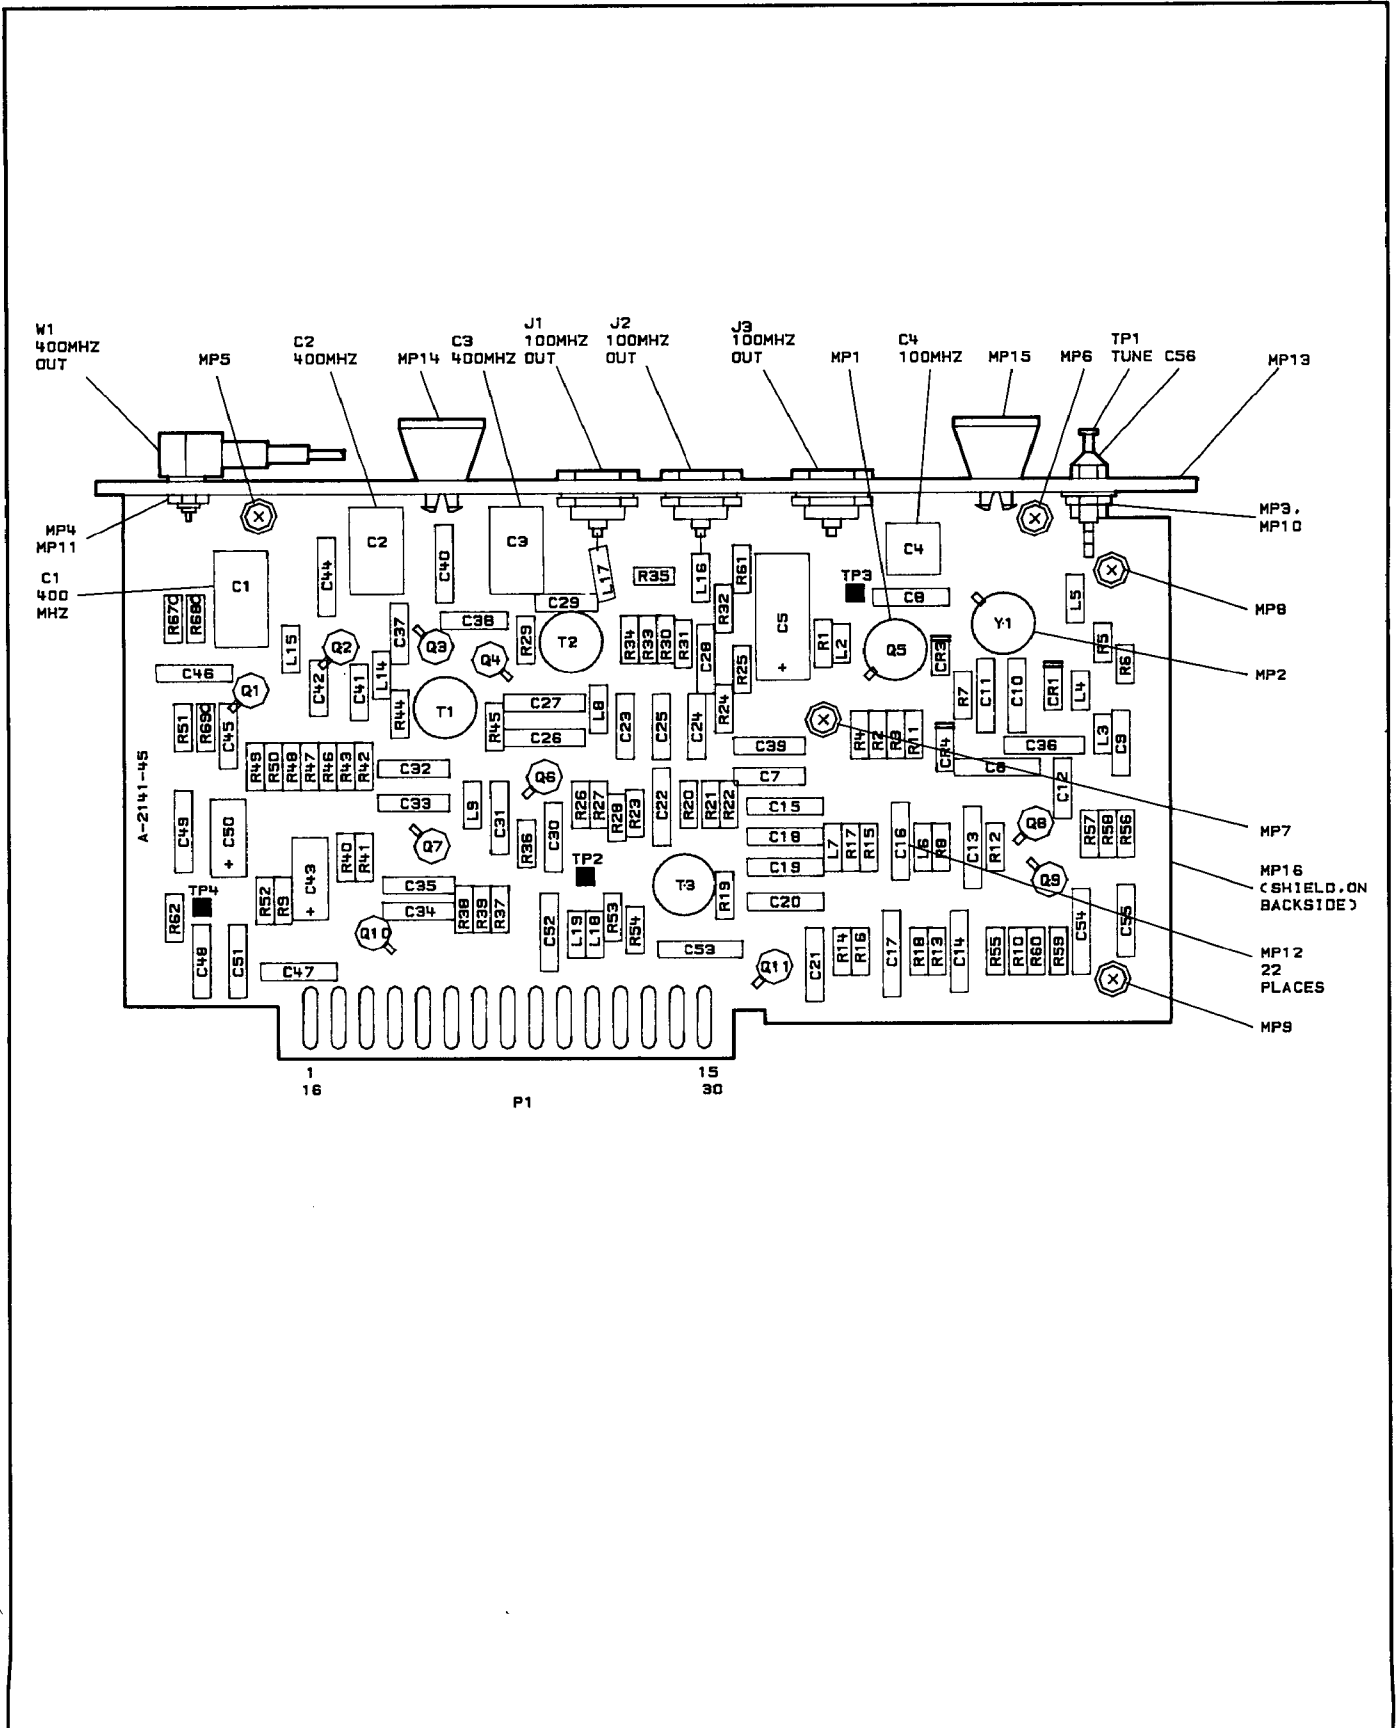 W1
400MHZ
OUT
MP5
C2
400MHZ
MP14
C3
400MHZ
J1
100MHZ
OUT
J2
100MHZ
OUT
J3
100MHZ
OUT
MP1
C4
100MHZ
MP15
MP6
TP1
TUNE
C56
MP13
MP4
MP11
C1
400
MHZ
MP3,
MP10
MP8
MP2
MP7
MP16
(SHIELD,ON
BACKSIDE)
MP12
22
PLACES
MP9
C1
C2
C3
C4
C44
C40
L17
R35
L16
R61
TP3
C8
L5
R67
R68
C29
R32
C5
+
C38
C37
L15
Q2
Q3
R29
T2
R34
R33
R30
R31
C28
R25
R1
L2
Q5
CR3
Y1
R5
R6
C46
Q1
C42
C41
L14
Q4
R44
T1
C27
L8
R24
R7
C11
C10
CR1
L4
R51
R69
C45
R45
C26
C23
C25
C24
C39
R4
R2
R3
R11
CR4
C36
L3
C9
A-2141-45
R49
R50
R48
R47
R46
R43
R42
C32
Q6
C7
C6
C12
C49
C50
+
C33
L9
C31
R26
R27
R28
R23
C22
R20
R21
R22
C15
C16
C13
Q8
R57
R58
R56
R40
R41
Q7
R36
C30
C18
L7
R17
R15
L6
R8
R12
TP4
R52
R9
C43
+
C35
TP2
T3
R19
C19
Q9
R62
C34
R38
R39
R37
C20
C54
C55
Q10
C52
L19
L18
R53
R54
C53
Q11
C21
R14
R16
C17
R18
R13
C14
R55
R10
R60
R59
C48
C51
C47
1
16
15
30
P1